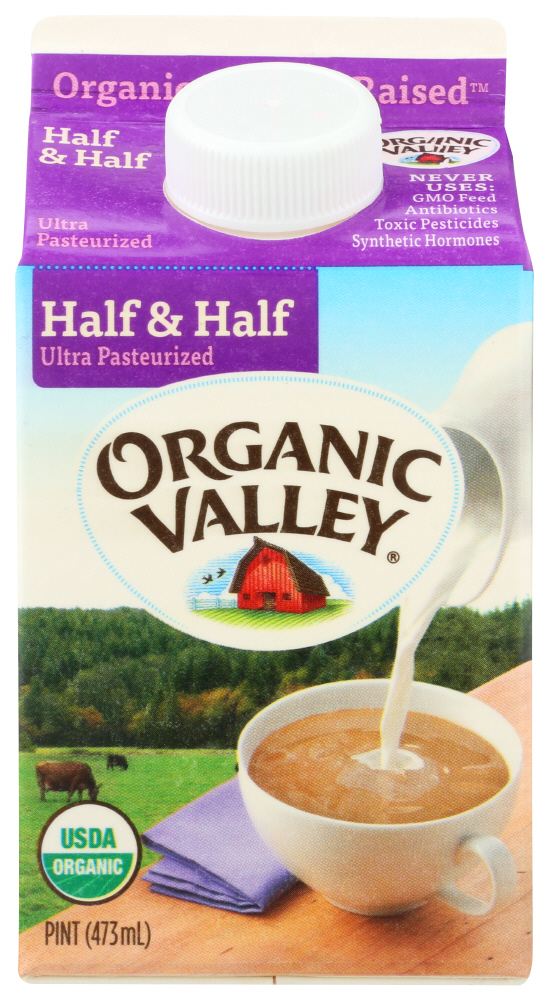 Organic
Raised™
Half
& Half
ORGANIC
VALLEY
NEVER
USES:
GMO Feed
Antibiotics
Toxic Pesticides
Synthetic Hormones
Ultra
Pasteurized
Half & Half
Ultra Pasteurized
ORGANIC
VALLEY®
USDA
ORGANIC
PINT (473mL)